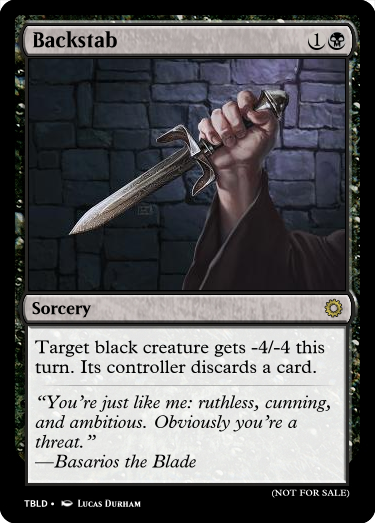 Backstab 1
Sorcery
Target black creature gets -4/-4 this
turn. Its controller discards a card.
“You’re just like me: ruthless, cunning,
and ambitious. Obviously you’re a
threat.”
—Basarios the Blade
(NOT FOR SALE)
TBLD • Lucas Durham